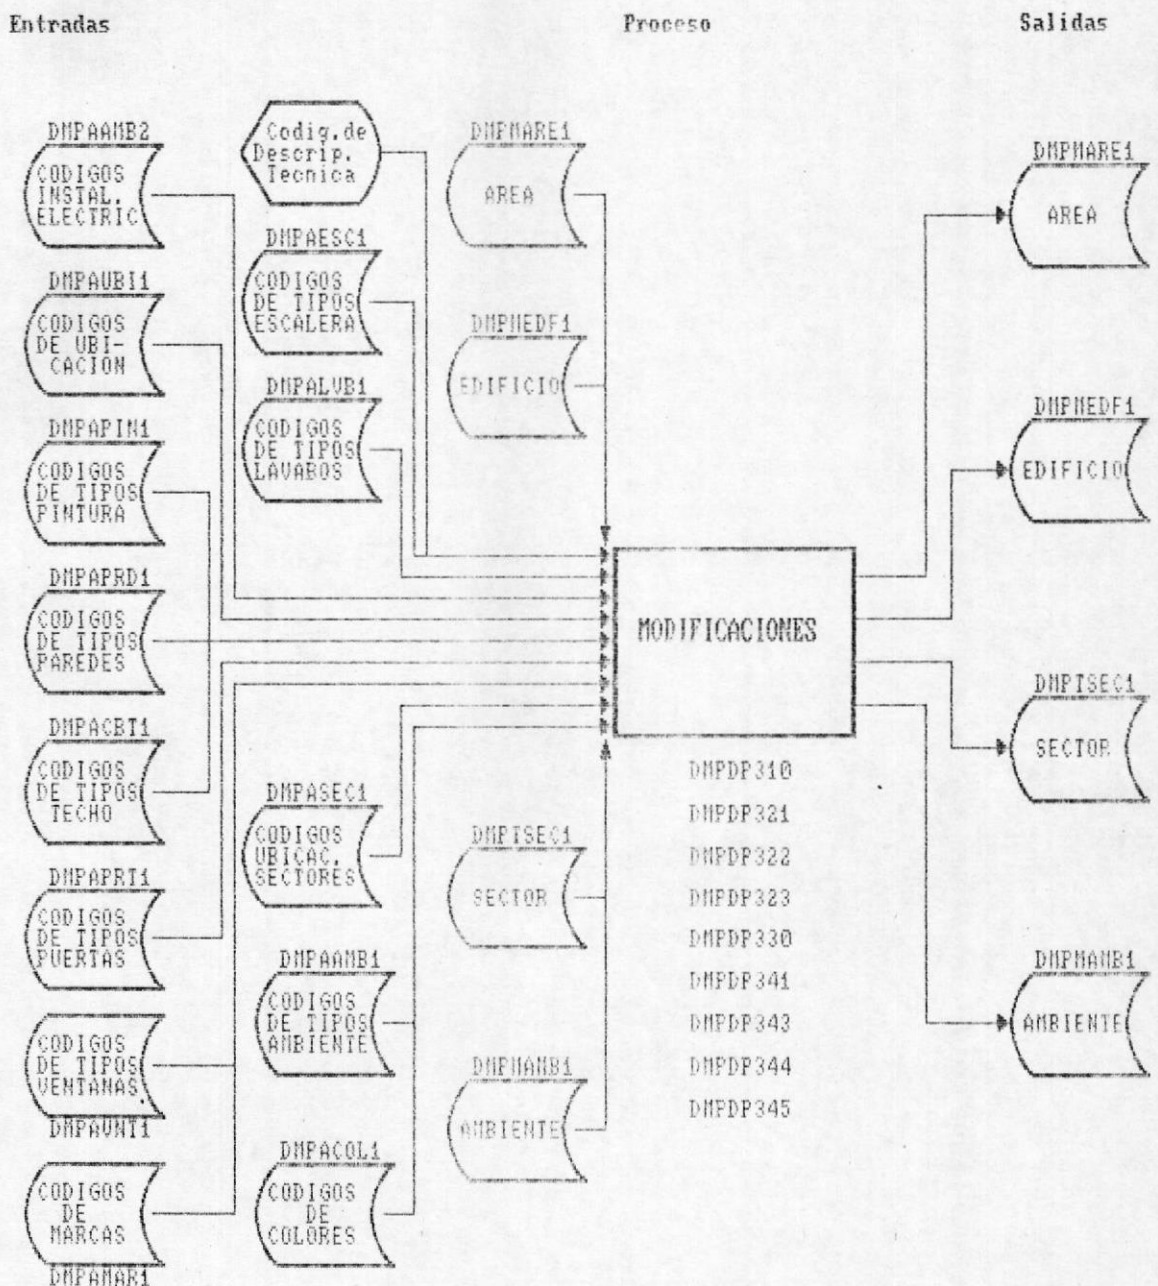 Entradas
Proceso
Salidas
DMPAAMB2
CODIGOS
INSTAL.
ELECTRIC
DMPAUBI1
CODIGOS
DE UBI-
CACION
DMPAPIN1
CODIGOS
DE TIPOS
PINTURA
DMPAPRD1
CODIGOS
DE TIPOS
PAREDES
DMPACBT1
CODIGOS
DE TIPOS
TECHO
DMPAPRT1
CODIGOS
DE TIPOS
PUERTAS
CODIGOS
DE TIPOS
VENTANAS.
DMPAVNT1
CODIGOS
DE
MARCAS
DMPAMAR1
Codig.de
Descrip.
Tecnica
DMPAESC1
CODIGOS
DE TIPOS
ESCALERA
DMPALVB1
CODIGOS
DE TIPOS
LAVABOS
DMPASEC1
CODIGOS
UBICAC.
SECTORES
DMPAAMB1
CODIGOS
DE TIPOS
AMBIENTE
DMPACOL1
CODIGOS
DE
COLORES
DMPMARE1
AREA
DMPMEDF1
EDIFICIO
DMPTSEC1
SECTOR
DMPMAMB1
AMBIENTE
MODIFICACIONES
DMPDP310
DMPDP321
DMPDP322
DMPDP323
DMPDP330
DMPDP341
DMPDP343
DMPDP344
DMPDP345
DMPMARE1
AREA
DMPMEDF1
EDIFICIO
DMPTSEC1
SECTOR
DMPMAMB1
AMBIENTE